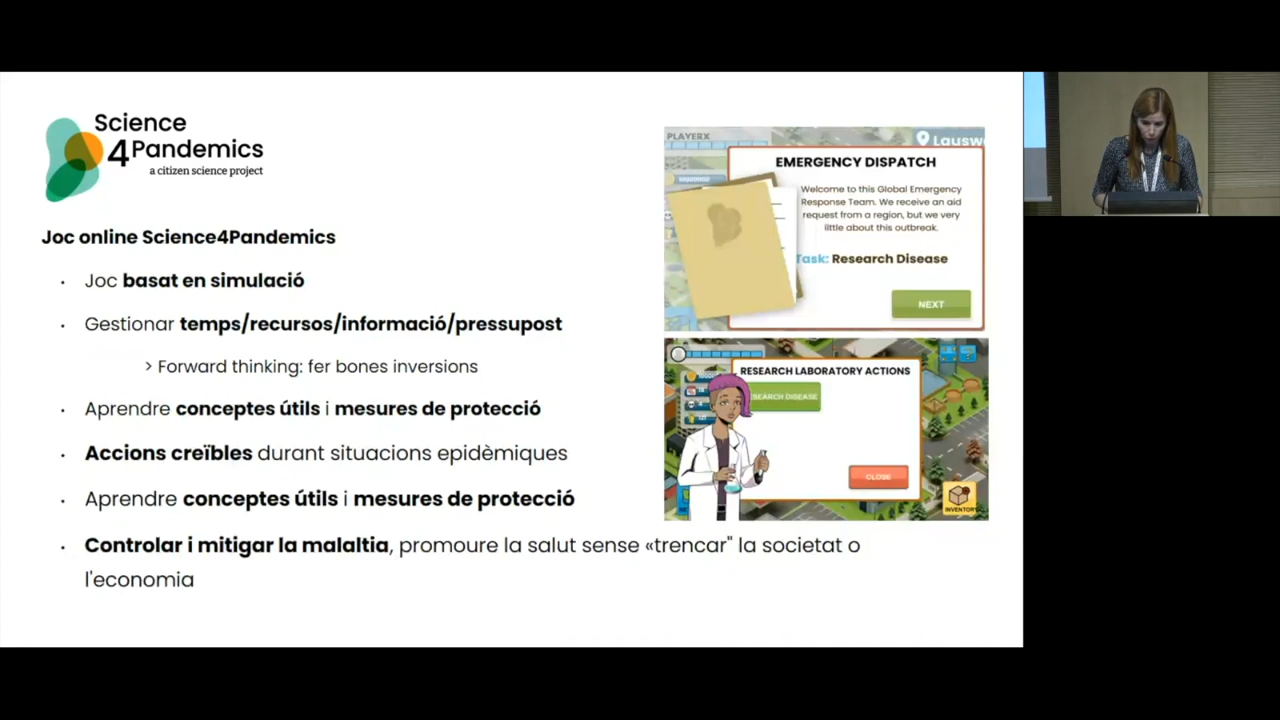 Science
4Pandemics
a citizen science project
Joc online Science4Pandemics
• Joc basat en simulació
• Gestionar temps/recursos/informació/pressupost
> Forward thinking: fer bones inversions
• Aprendre conceptes útils i mesures de protecció
• Accions creïbles durant situacions epidèmiques
• Aprendre conceptes útils i mesures de protecció
• Controlar i mitigar la malaltia, promoure la salut sense «trencar" la societat o
l'economia
PLAYERX
EMERGENCY DISPATCH
Welcome to this Global Emergency
Response Team. We receive an aid
request from a region, but we very
little about this outbreak.
Task: Research Disease
NEXT
RESEARCH LABORATORY ACTIONS
SEARCH DISEASE
CLOSE
INVENTORY